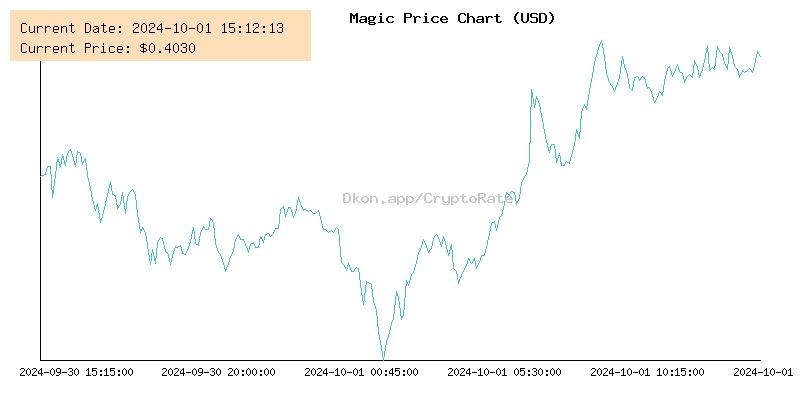 Magic Price Chart (USD)
Current Date: 2024-10-01 15:12:13
Current Price: $0.4030
Dkon.app/CryptoRate
2024-09-30 15:15:00
2024-09-30 20:00:00
2024-10-01 00:45:00
2024-10-01 05:30:00
2024-10-01 10:15:00
2024-10-01